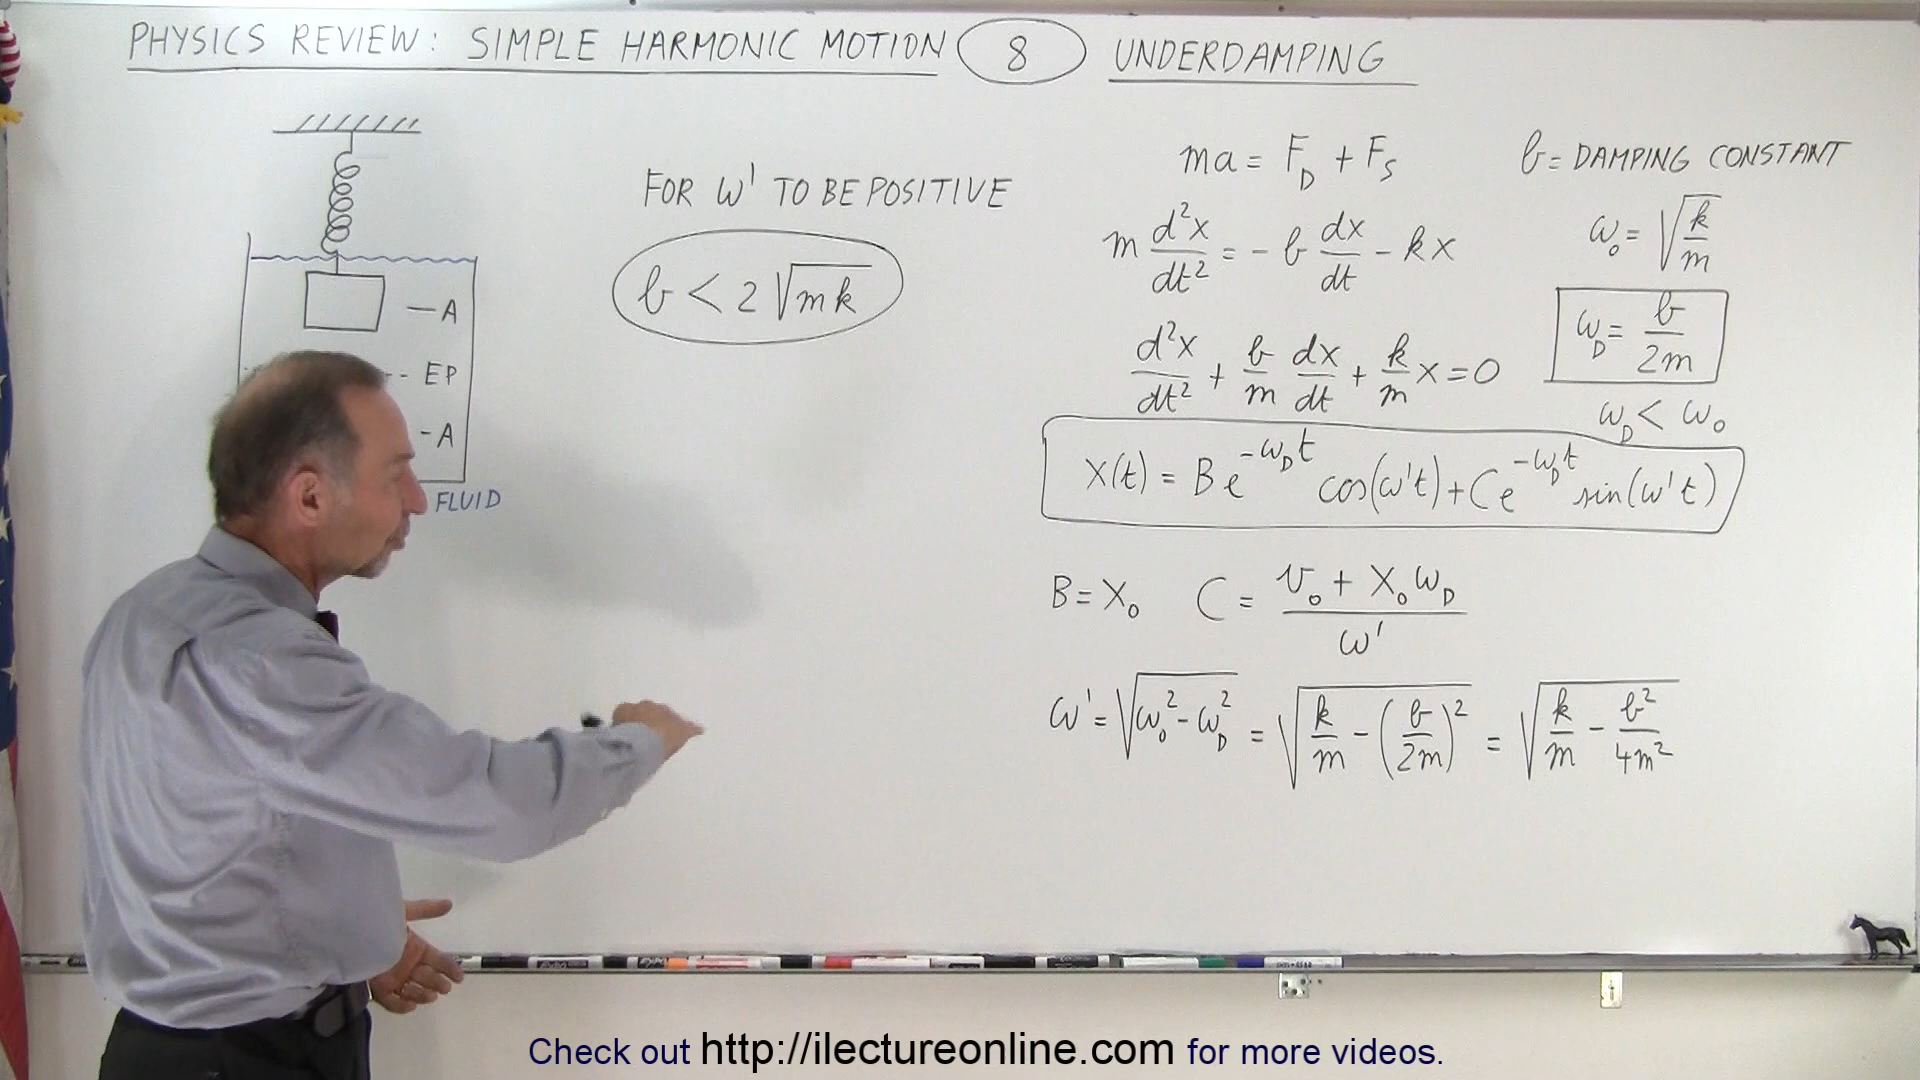 PHYSICS REVIEW: SIMPLE HARMONIC MOTION 8 UNDERDAMPING
— A
-- EP
- A
FLUID
FOR ω' TO BE POSITIVE
b < 2 √mk
ma = F_D + F_S
m d²x/dt² = - b dx/dt - kx
d²x/dt² + b/m dx/dt + k/m x = 0
b = DAMPING CONSTANT
ω₀ = √(k/m)
ω_D = b/2m
ω_D < ω₀
x(t) = B e^(-ω_D t) cos(ω't) + C e^(-ω_D t) sin(ω't)
B = X₀ C = (v₀ + X₀ω_D)/ω'
ω' = √(ω₀² - ω_D²) = √(k/m - (b/2m)²) = √(k/m - b²/4m²)
Check out http://ilectureonline.com for more videos.